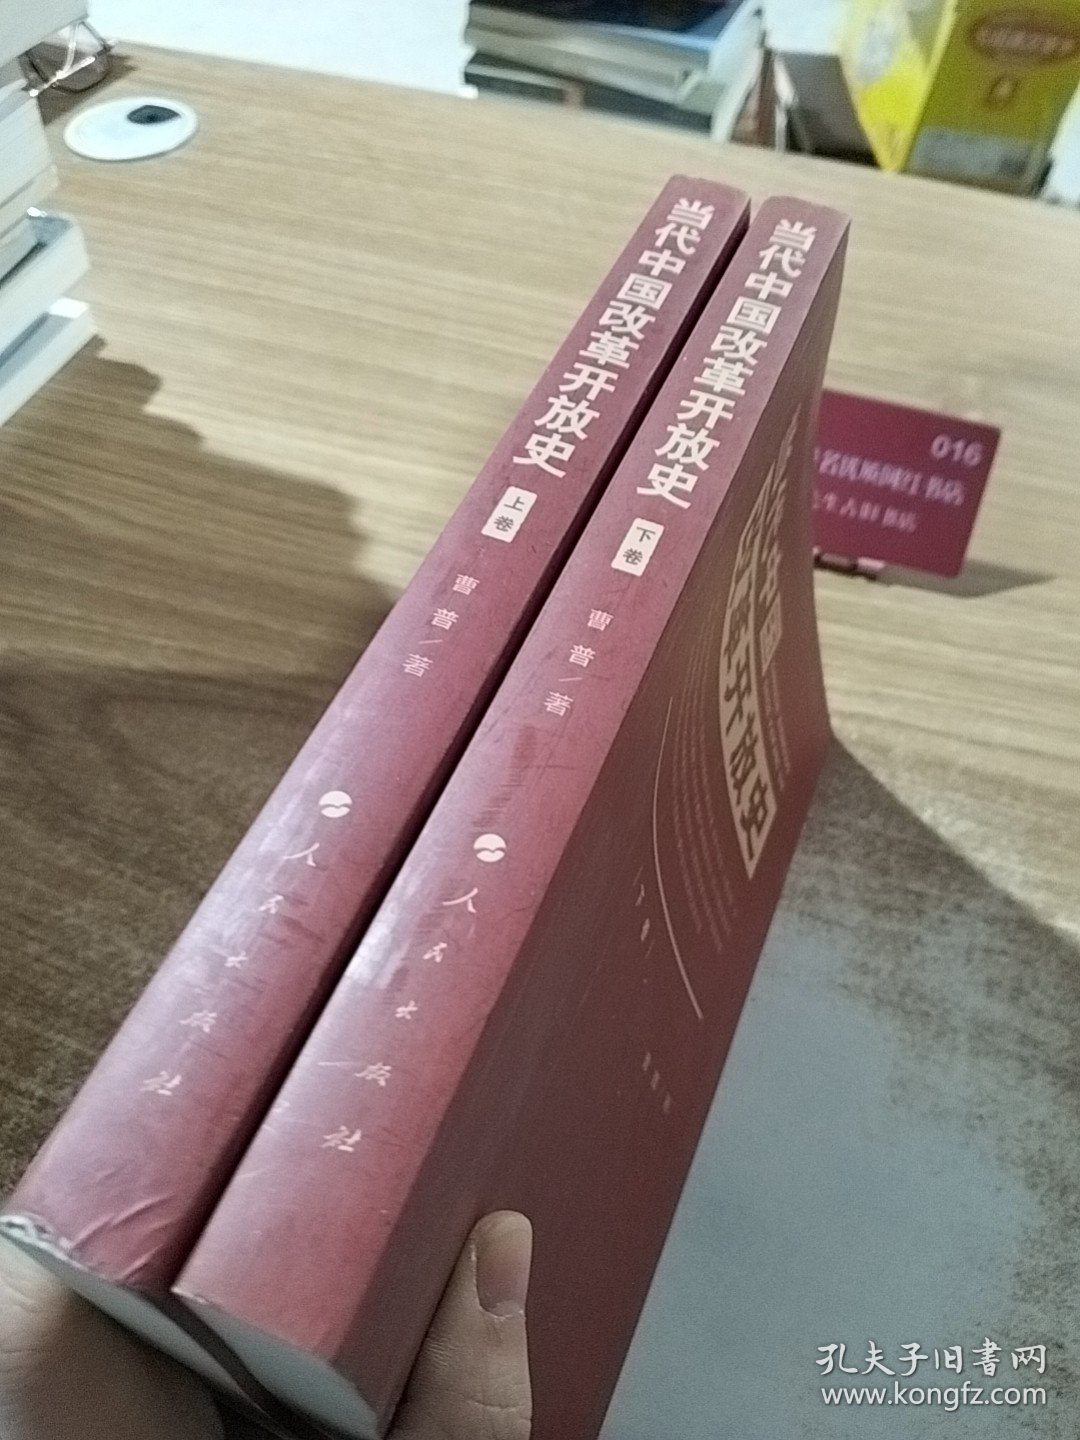 当代中国改革开放史
上卷
曹普/著
人民出版社
当代中国改革开放史
下卷
曹普/著
人民出版社
016
孔夫子旧書网
www.kongfz.com